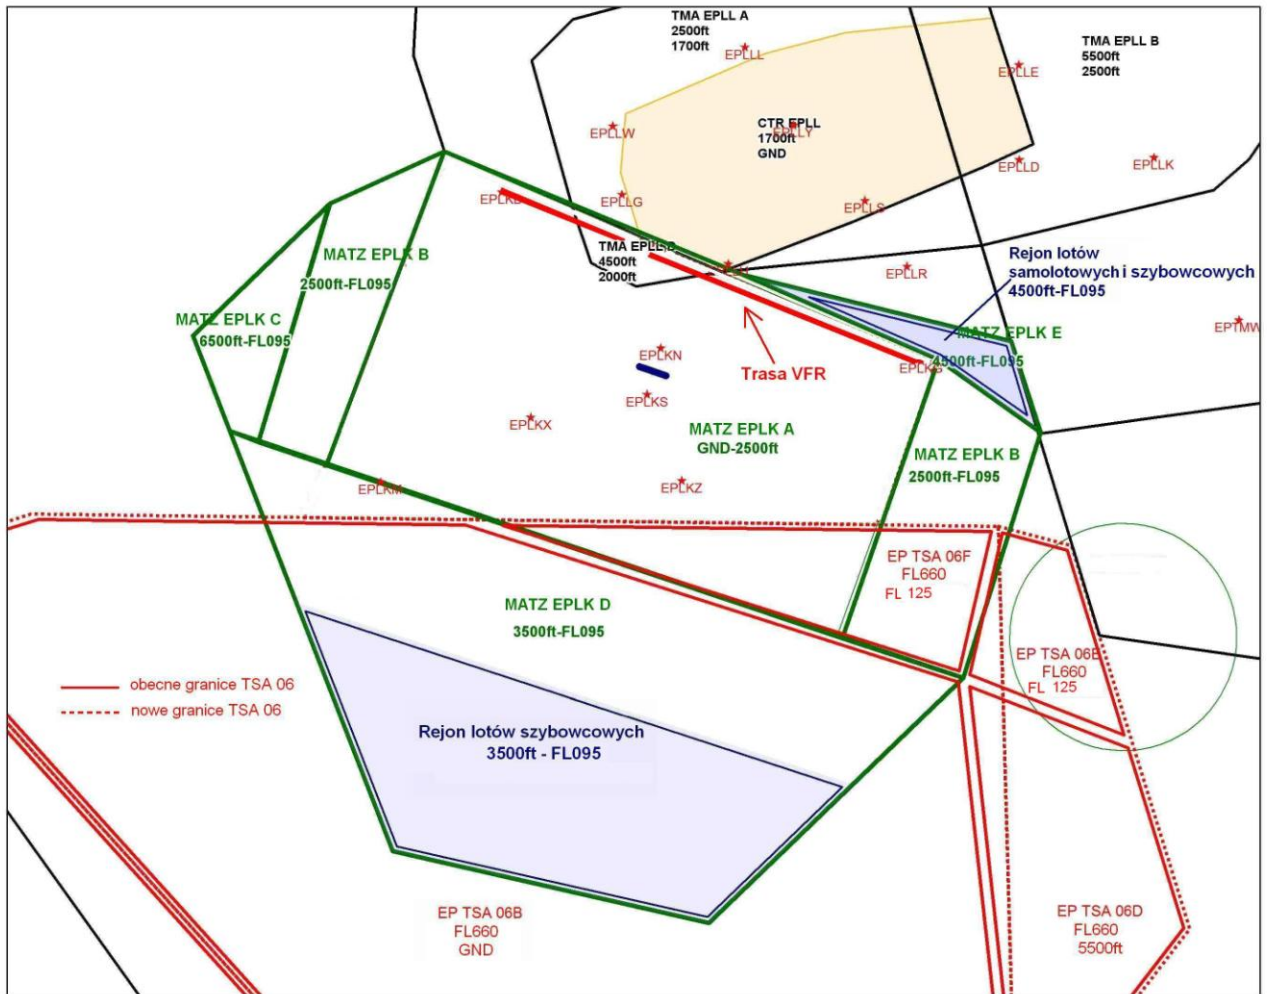 TMA EPLL A
2500ft
1700ft
EPLLL
TMA EPLL B
5500ft
2500ft
EPLLE
EPLLW
CTR EPLL
1700ft
GND
EPLLY
EPLLD
EPLLK
EPLLG
EPLLS
TMA EPLL
4500ft
2000ft
EPLLR
Rejon lotów
samolotowych i szybowcowych
4500ft-FL095
MATZ EPLK B
2500ft-FL095
MATZ EPLK C
6500ft-FL095
MATZ EPLK E
4500ft-FL095
EPTMW
EPLKN
Trasa VFR
EPLKS
EPLKX
MATZ EPLK A
GND-2500ft
MATZ EPLK B
2500ft-FL095
EPLKM
EPLKZ
EP TSA 06F
FL660
FL 125
MATZ EPLK D
3500ft-FL095
EP TSA 06E
FL660
FL 125
obecne granice TSA 06
nowe granice TSA 06
Rejon lotów szybowcowych
3500ft - FL095
EP TSA 06B
FL660
GND
EP TSA 06D
FL660
5500ft